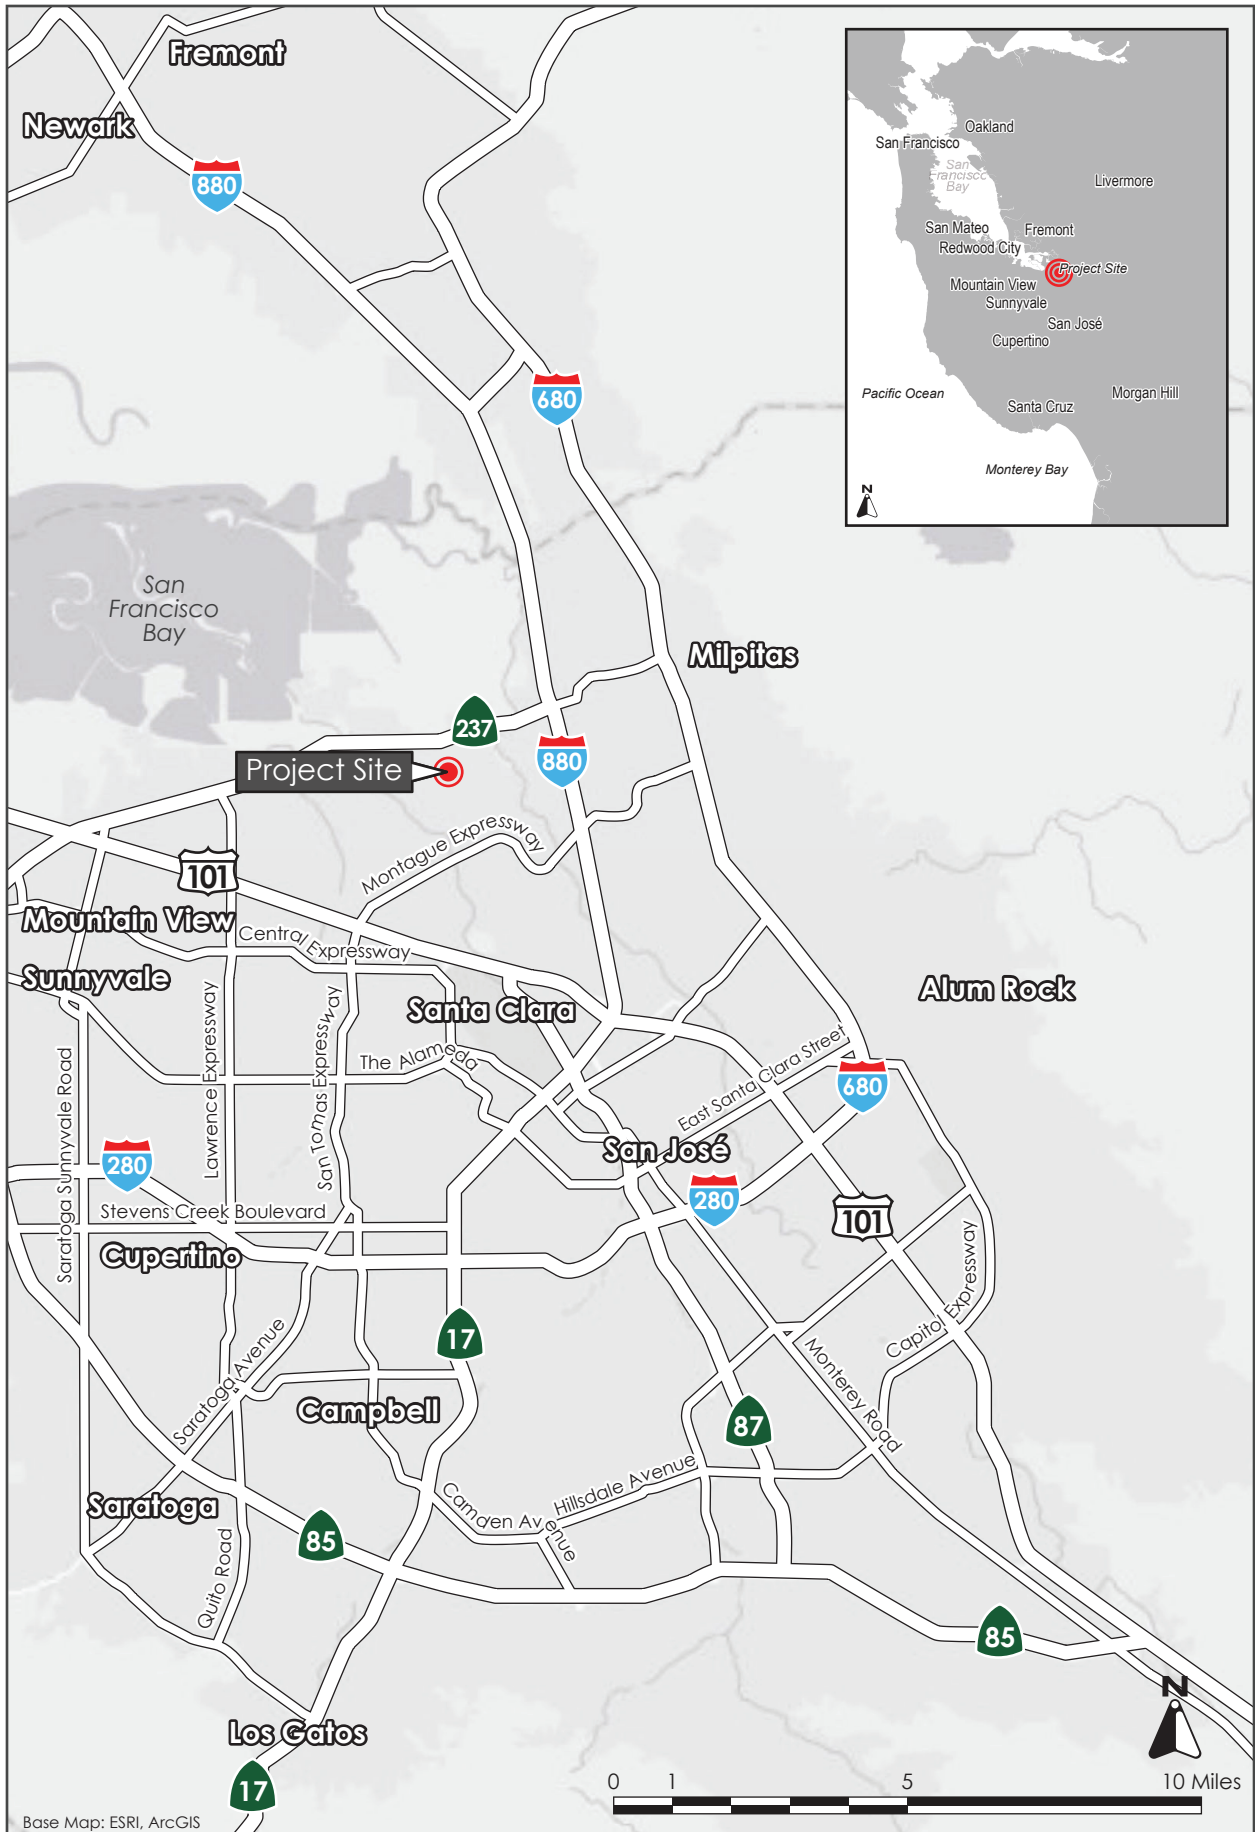 Fremont
Newark
880
680
San
Francisco
Bay
Milpitas
237
Project Site
880
Montague Expressway
101
Mountain View
Central Expressway
Sunnyvale
Alum Rock
Santa Clara
Lawrence Expressway
San Tomas Expressway
The Alameda
East Santa Clara Street
680
Saratoga Sunnyvale Road
San José
280
280
Stevens Creek Boulevard
101
Cupertino
Capitol Expressway
17
Saratoga Avenue
Monterey Road
Campbell
87
Hillsdale Avenue
Camden Avenue
Saratoga
85
Quito Road
85
Los Gatos
17
N
0 1 5 10 Miles
Base Map: ESRI, ArcGIS
Oakland
San Francisco
San
Francisco
Bay
Livermore
San Mateo
Fremont
Redwood City
Project Site
Mountain View
Sunnyvale
San José
Cupertino
Pacific Ocean
Morgan Hill
Santa Cruz
Monterey Bay
N